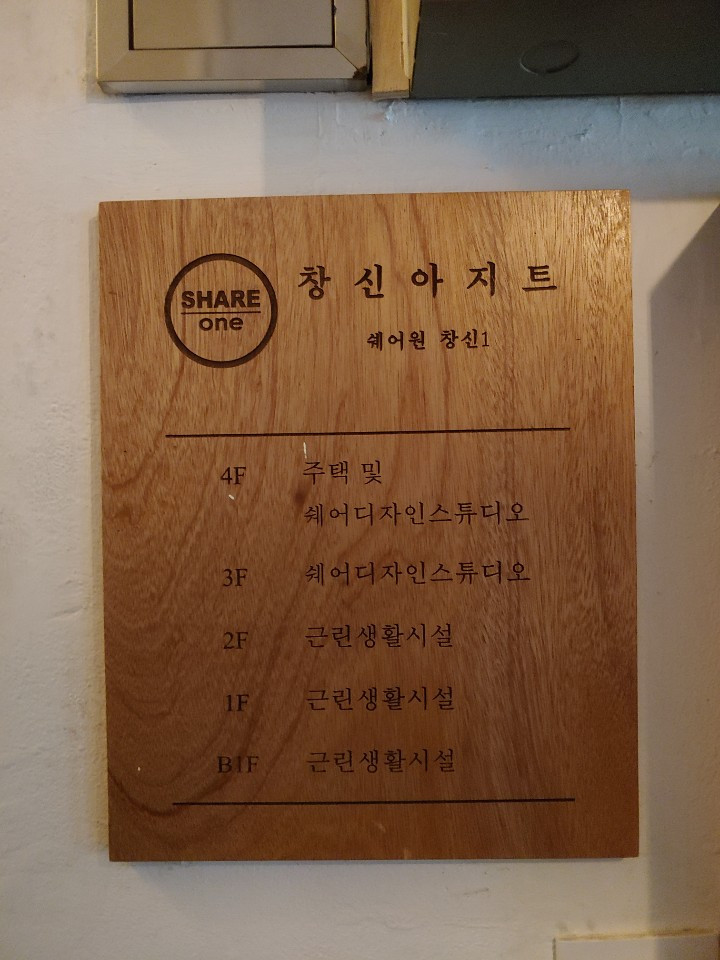 SHARE
one
창신아지트
쉐어원 창신1
4F 주택 및
쉐어디자인스튜디오
3F 쉐어디자인스튜디오
2F 근린생활시설
1F 근린생활시설
B1F 근린생활시설